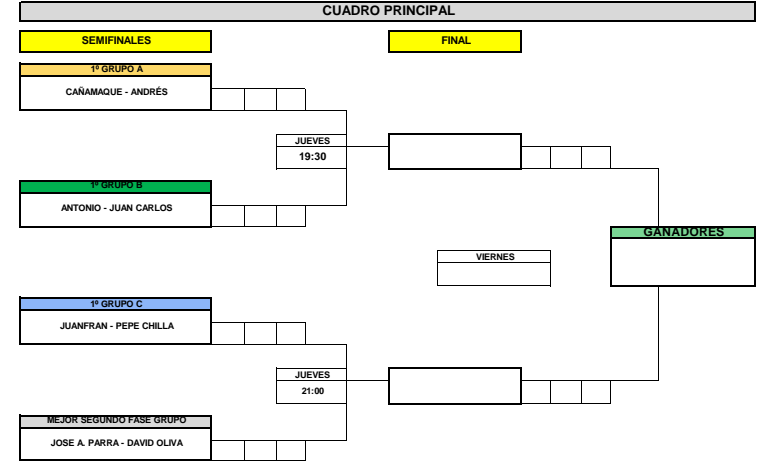 CUADRO PRINCIPAL
SEMIFINALES
FINAL
1º GRUPO A
CAÑAMAQUE - ANDRÉS
JUEVES
19:30
1º GRUPO B
ANTONIO - JUAN CARLOS
GANADORES
VIERNES
1º GRUPO C
JUANFRAN - PEPE CHILLA
JUEVES
21:00
MEJOR SEGUNDO FASE GRUPO
JOSE A. PARRA - DAVID OLIVA